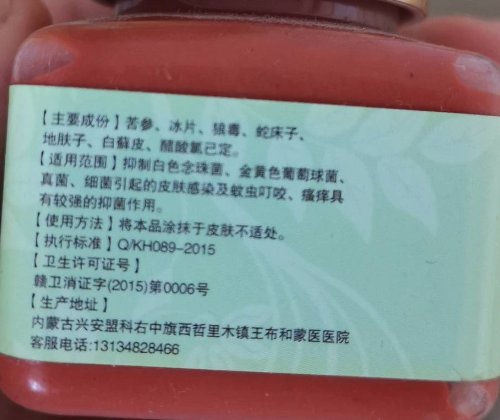 【主要成份】苦参、冰片、狼毒、蛇床子、
地肤子、白藓皮、醋酸氯已定。
【适用范围】抑制白色念珠菌、金黄色葡萄球菌、
真菌、细菌引起的皮肤感染及蚊虫叮咬、瘙痒具
有较强的抑菌作用。
【使用方法】将本品涂抹于皮肤不适处。
【执行标准】Q/KH089-2015
【卫生许可证号】
赣卫消证字(2015)第0006号
【生产地址】
内蒙古兴安盟科右中旗西哲里木镇王布和蒙医医院
客服电话:13134828466